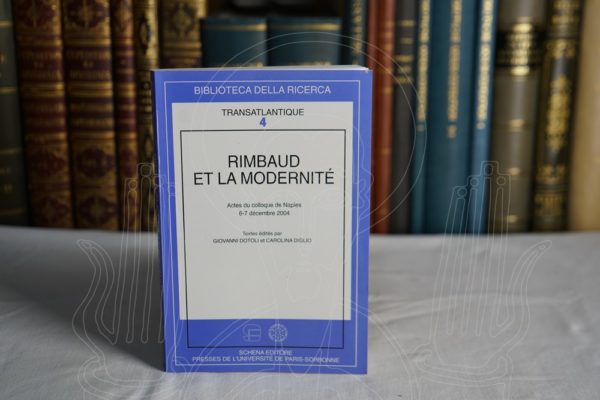 BIBLIOTECA DELLA RICERCA
TRANSATLANTIQUE
4
RIMBAUD
ET LA MODERNITÉ
Actes du colloque de Naples
6-7 décembre 2004
Textes édités par
GIOVANNI DOTOLI et CAROLINA DIGLIO
SCHENA EDITORE
PRESSES DE L'UNIVERSITÉ DE PARIS-SORBONNE